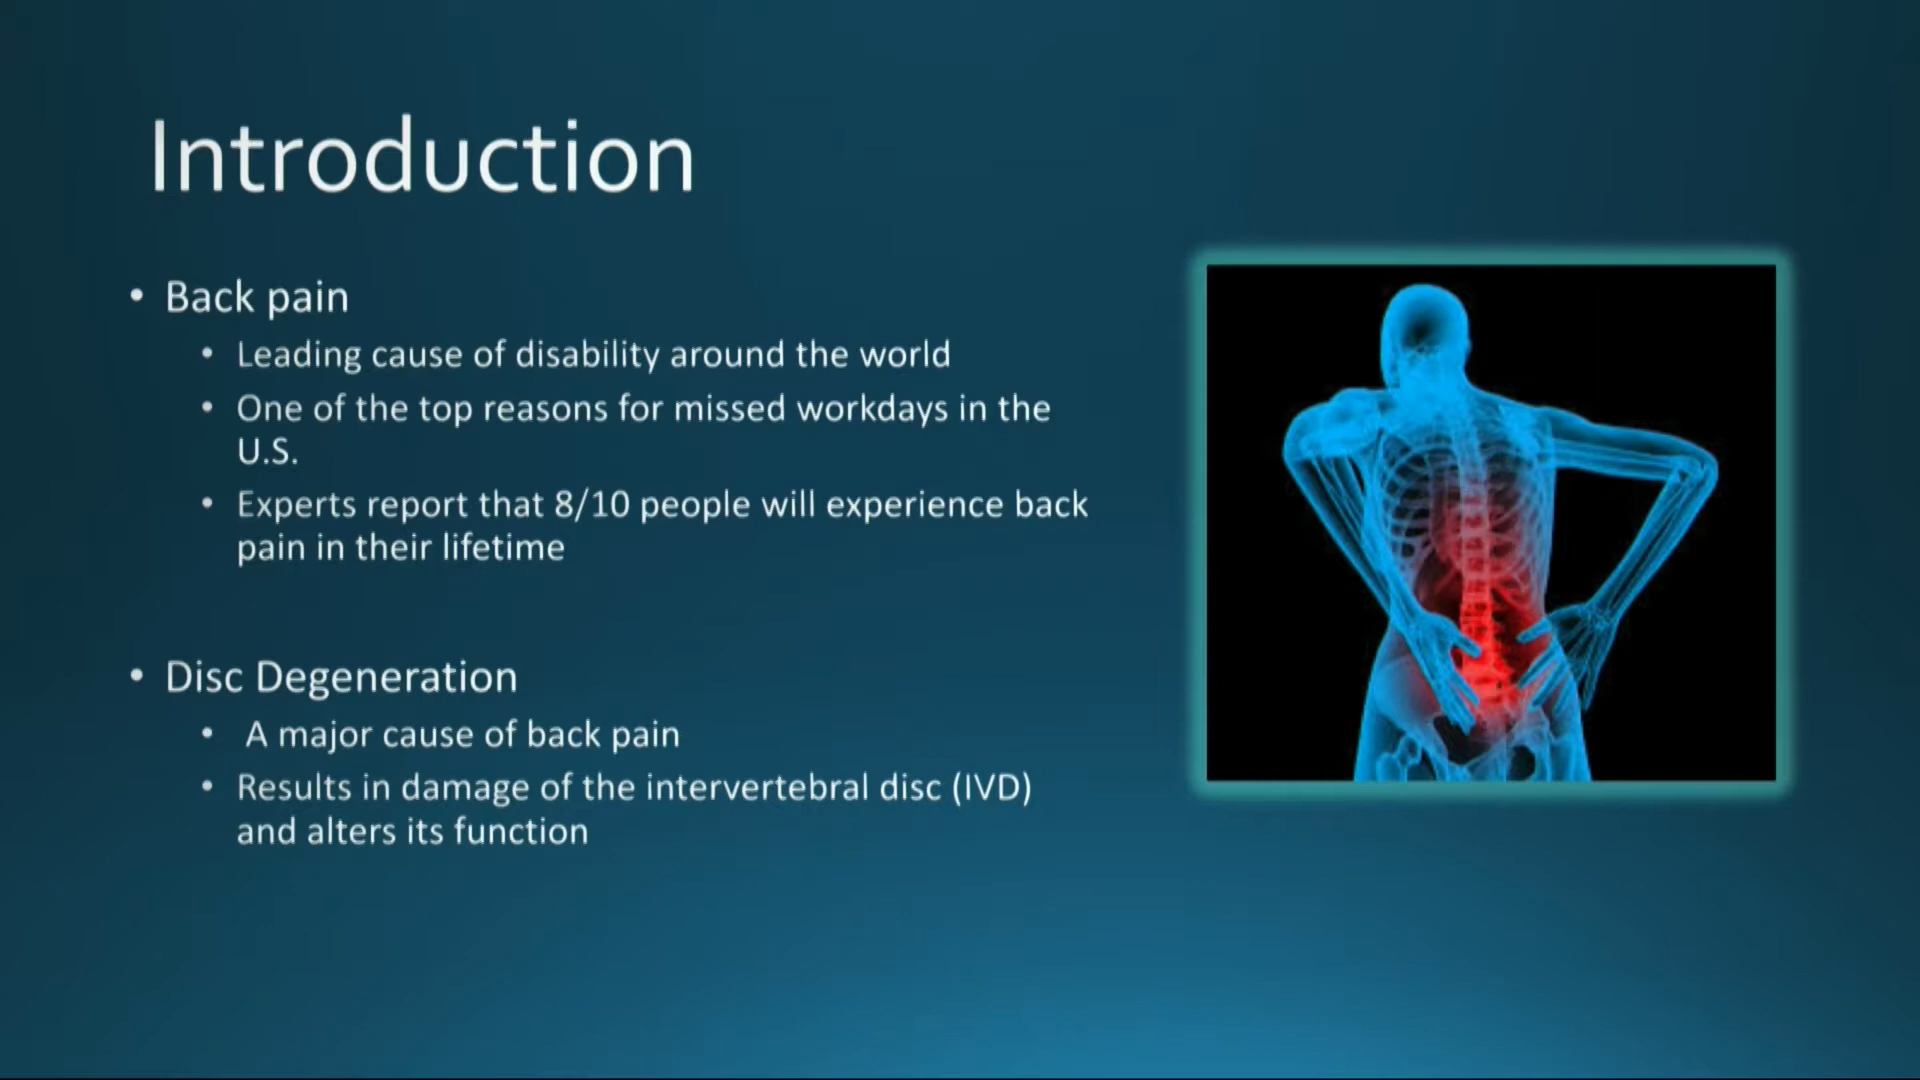 Introduction
• Back pain
• Leading cause of disability around the world
• One of the top reasons for missed workdays in the
U.S.
• Experts report that 8/10 people will experience back
pain in their lifetime
• Disc Degeneration
• A major cause of back pain
• Results in damage of the intervertebral disc (IVD)
and alters its function